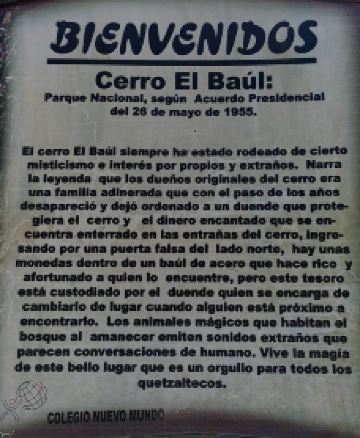 BIENVENIDOS
Cerro El Baúl:
Parque Nacional, según Acuerdo Presidencial
del 26 de mayo de 1955.
El cerro El Baúl siempre ha estado rodeado de cierto
misticismo e interés por propios y extraños. Narra
la leyenda que los dueños originales del cerro era
una familia adinerada que con el paso de los años
desapareció y dejó ordenado a un duende que prote-
giera el cerro y el dinero encantado que se en-
cuentra enterrado en las entrañas del cerro, ingre-
sando por una puerta falsa del lado norte, hay unas
monedas dentro de un baúl de acero que hace rico y
afortunado a quien lo encuentre, pero este tesoro
está custodiado por el duende quien se encarga de
cambiarlo de lugar cuando alguien está próximo a
encontrarlo. Los animales mágicos que habitan el
bosque al amanecer emiten sonidos extraños que
parecen conversaciones de humano. Vive la magia
de este bello lugar que es un orgullo para todos los
quetzaltecos.
COLEGIO NUEVO MUNDO